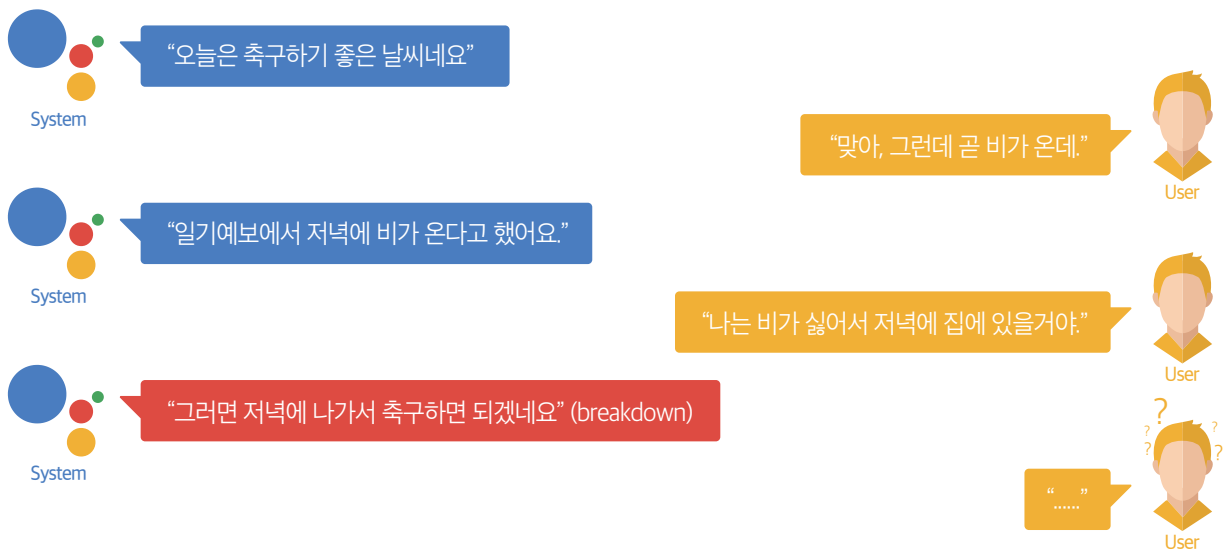 “오늘은 축구하기 좋은 날씨네요”
System
“맞아, 그런데 곧 비가 온데.”
User
“일기예보에서 저녁에 비가 온다고 했어요.”
System
“나는 비가 싫어서 저녁에 집에 있을거야.”
User
“그러면 저녁에 나가서 축구하면 되겠네요” (breakdown)
System
?
? ?
? ?
“......”
User